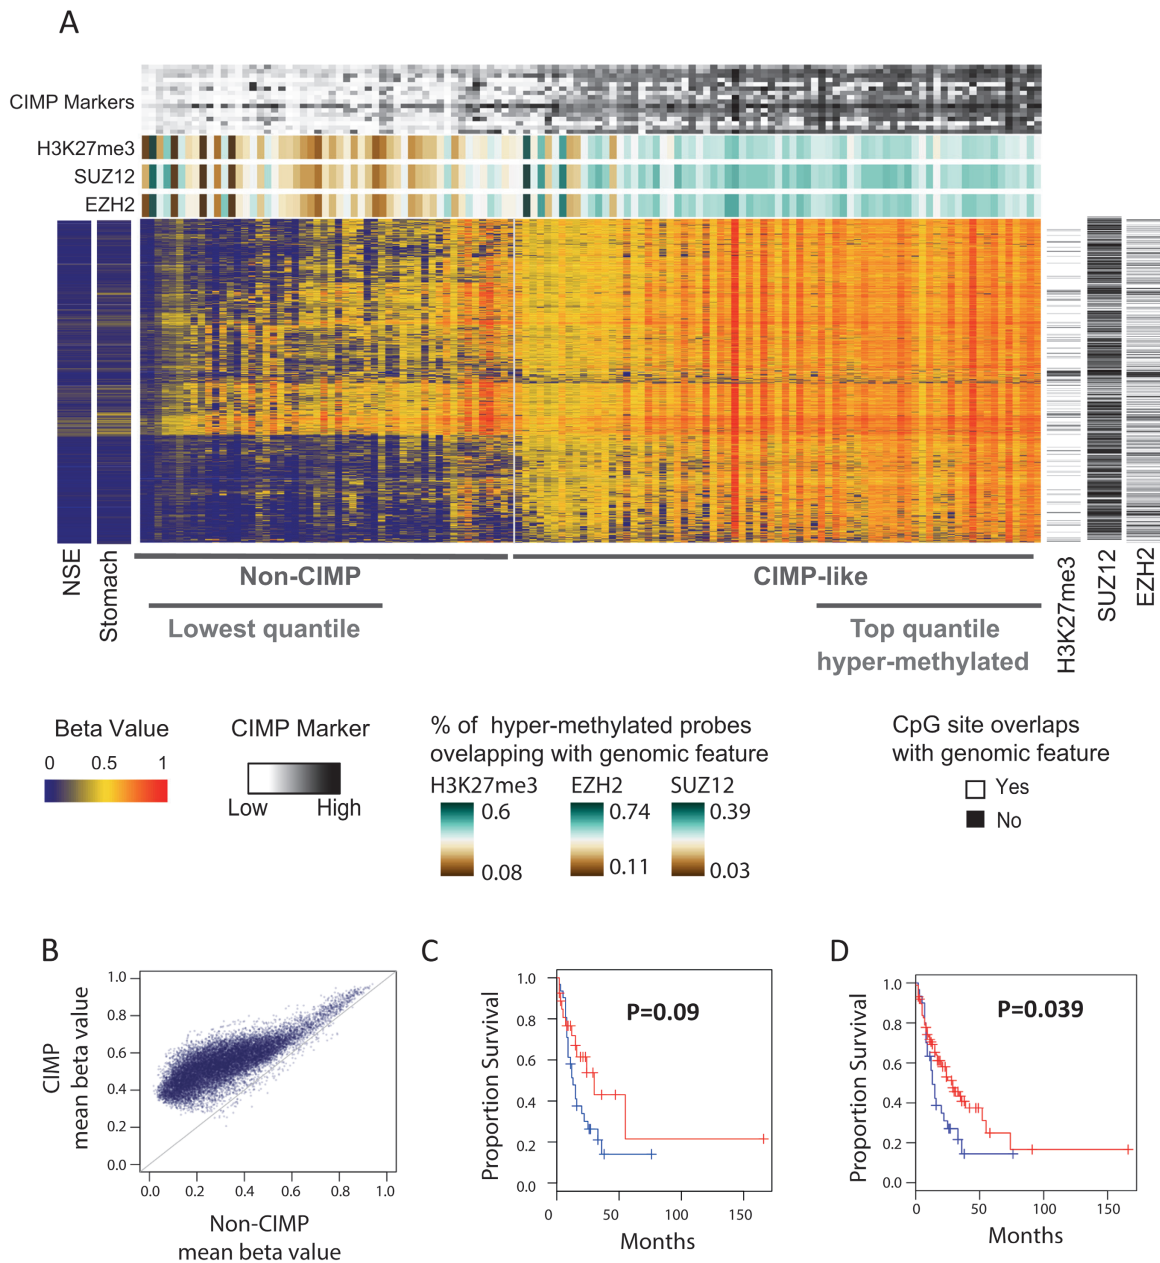 A
CIMP Markers
H3K27me3
SUZ12
EZH2
NSE
Stomach
Non-CIMP
CIMP-like
Lowest quantile
Top quantile
hyper-methylated
H3K27me3
SUZ12
EZH2
Beta Value
0 0.5 1
CIMP Marker
Low High
% of hyper-methylated probes
ovelapping with genomic feature
H3K27me3 EZH2 SUZ12
0.6 0.74 0.39
0.08 0.11 0.03
CpG site overlaps
with genomic feature
Yes
No
B
CIMP
mean beta value
1.0
0.8
0.6
0.4
0.2
0.0
0.0 0.2 0.4 0.6 0.8 1.0
Non-CIMP
mean beta value
C
Proportion Survival
1.0
0.8
0.6
0.4
0.2
0.0
P=0.09
0 50 100 150
Months
D
Proportion Survival
1.0
0.8
0.6
0.4
0.2
0.0
P=0.039
0 50 100 150
Months